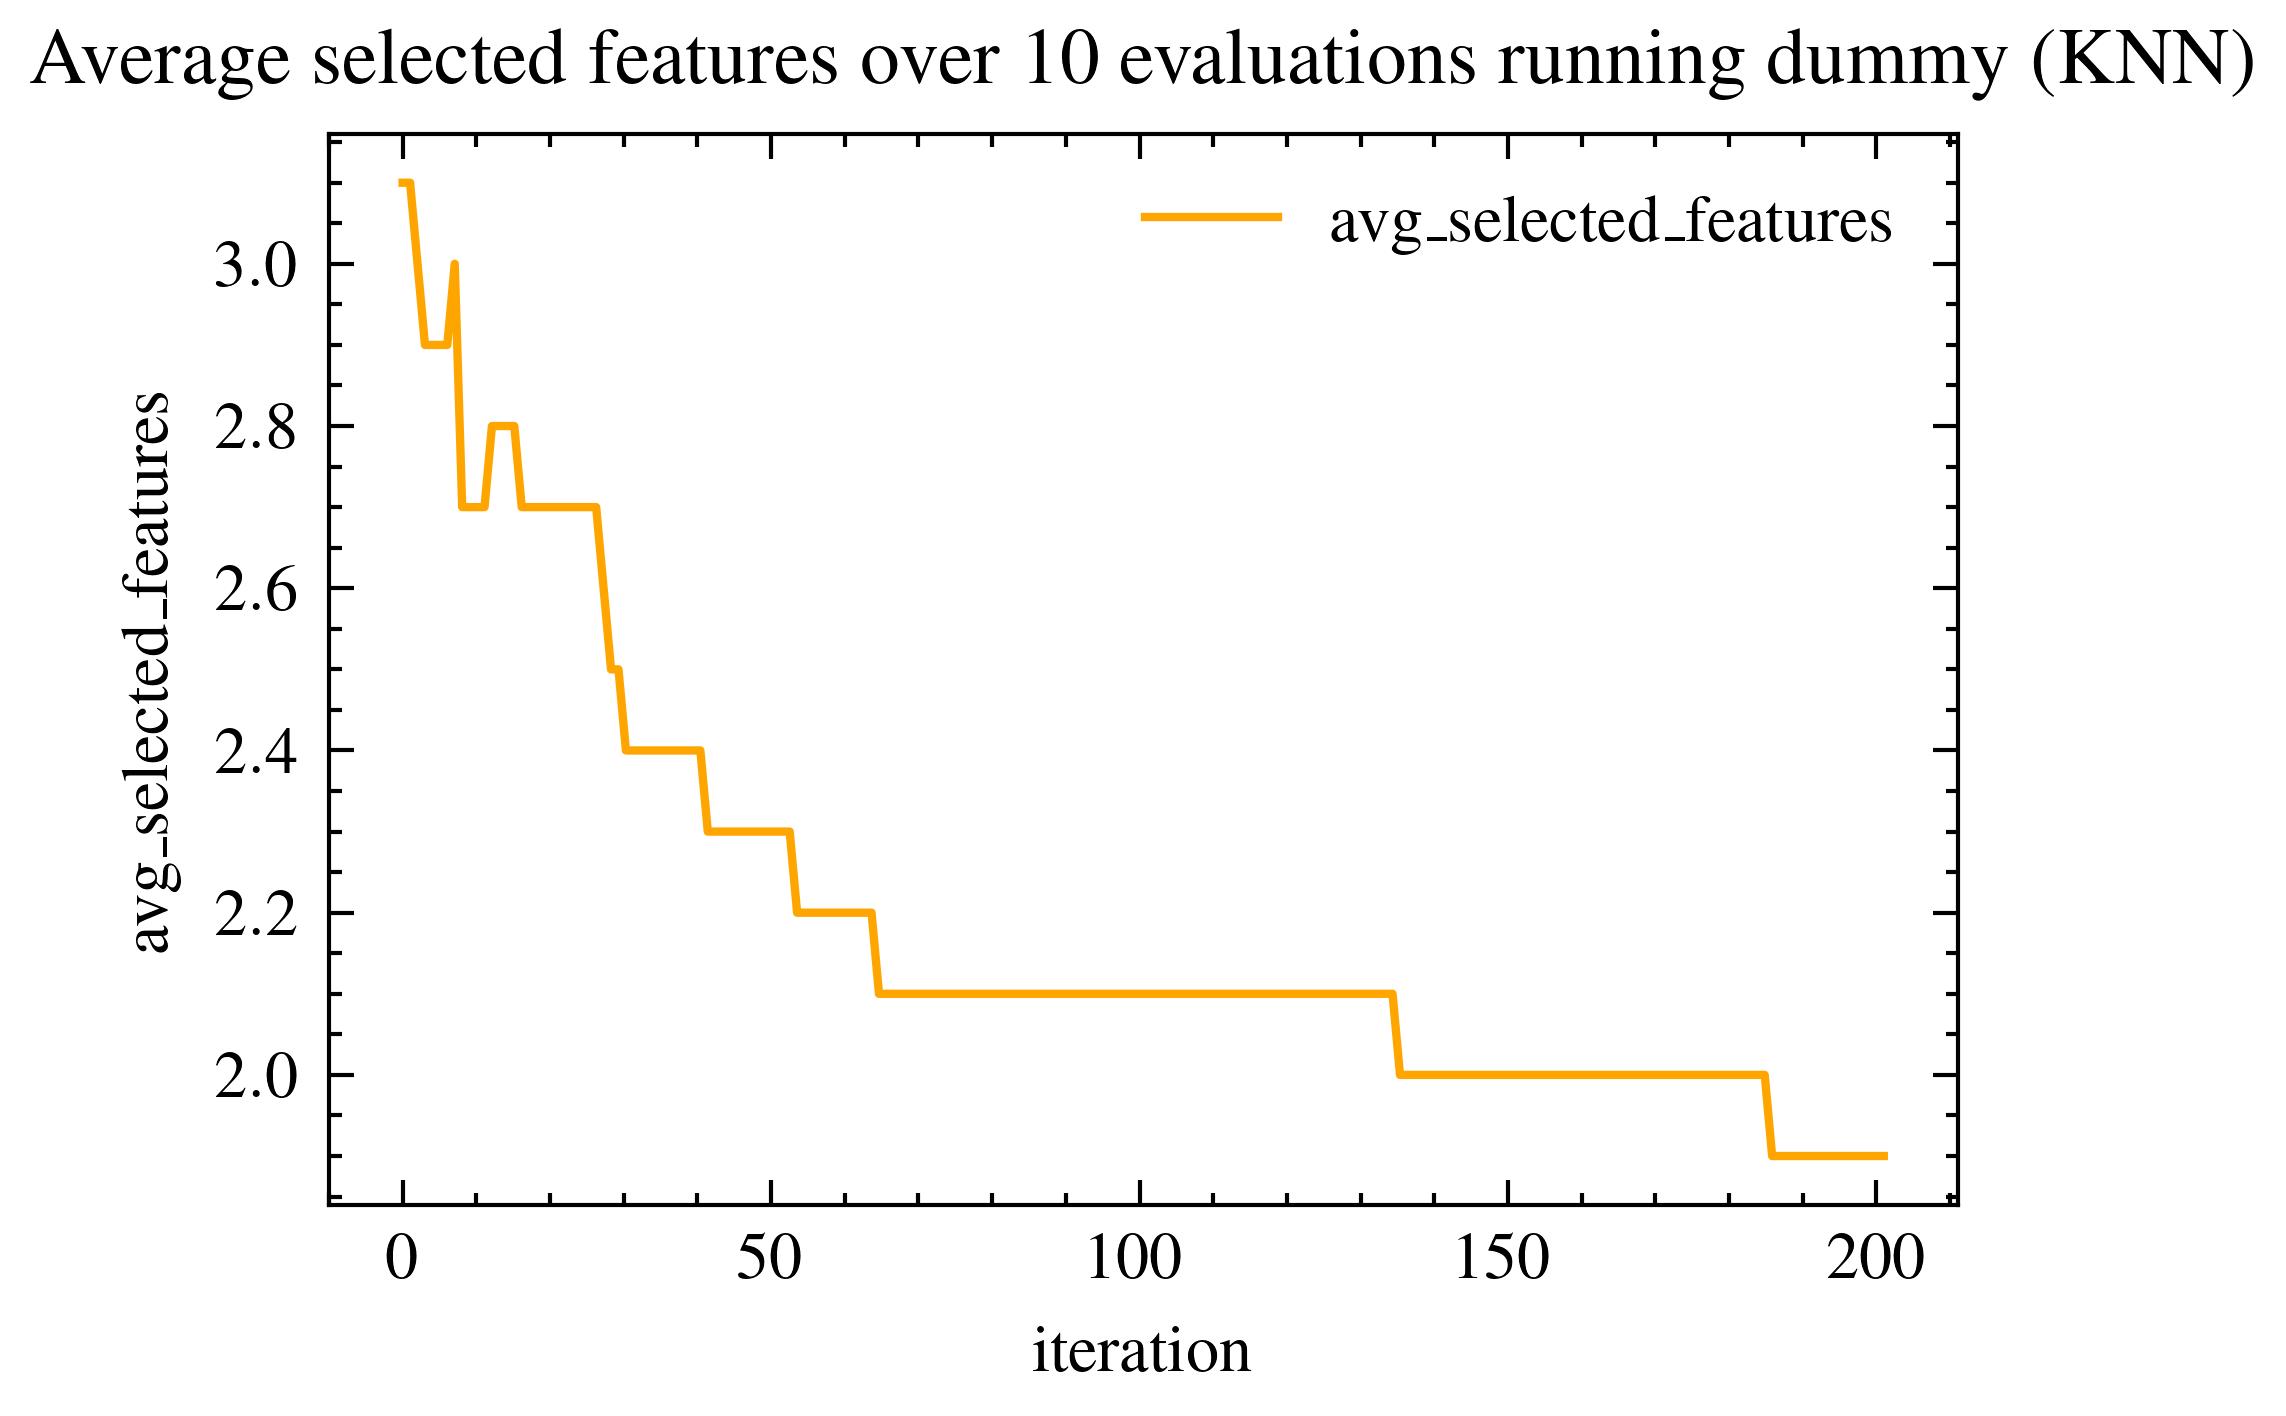 Average selected features over 10 evaluations running dummy (KNN)
avg_selected_features
avg_selected_features
3.0
2.8
2.6
2.4
2.2
2.0
0 50 100 150 200
iteration